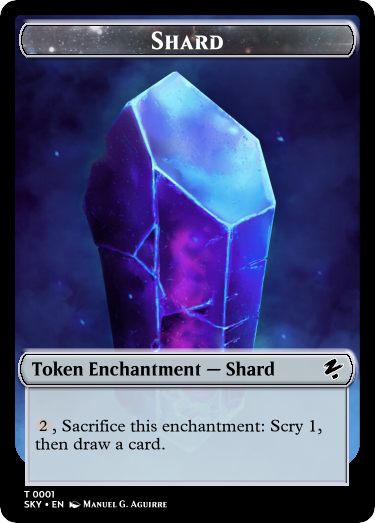 Shard
Token Enchantment — Shard
2, Sacrifice this enchantment: Scry 1,
then draw a card.
T 0001
SKY • EN Manuel G. Aguirre